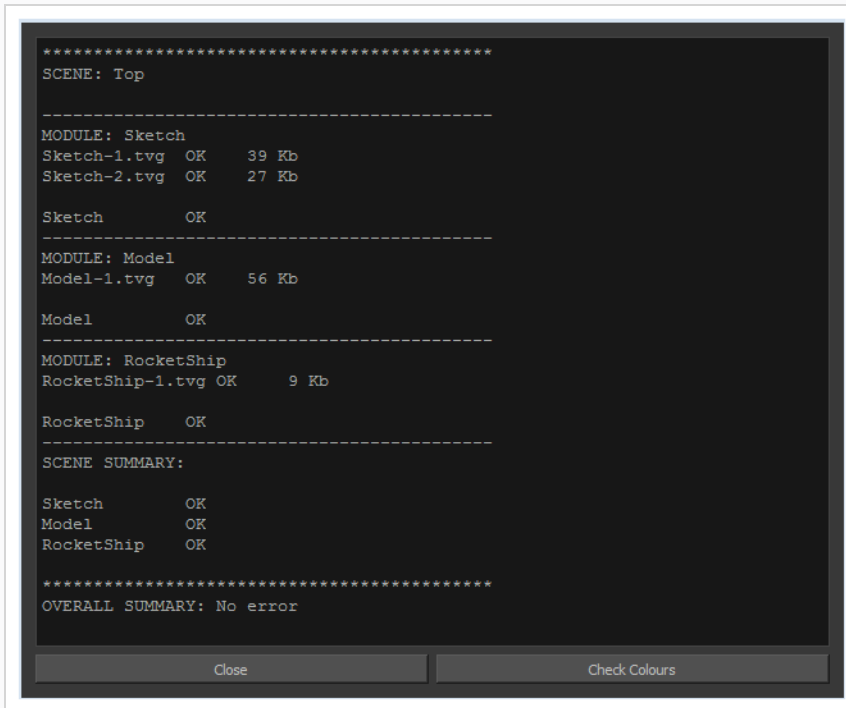 ********************************************
SCENE: Top
--------------------------------------------
MODULE: Sketch
Sketch-1.tvg  OK    39 Kb
Sketch-2.tvg  OK    27 Kb
Sketch        OK
--------------------------------------------
MODULE: Model
Model-1.tvg   OK    56 Kb
Model         OK
--------------------------------------------
MODULE: RocketShip
RocketShip-1.tvg OK     9 Kb
RocketShip    OK
--------------------------------------------
SCENE SUMMARY:
Sketch        OK
Model         OK
RocketShip    OK
********************************************
OVERALL SUMMARY: No error
Close
Check Colours